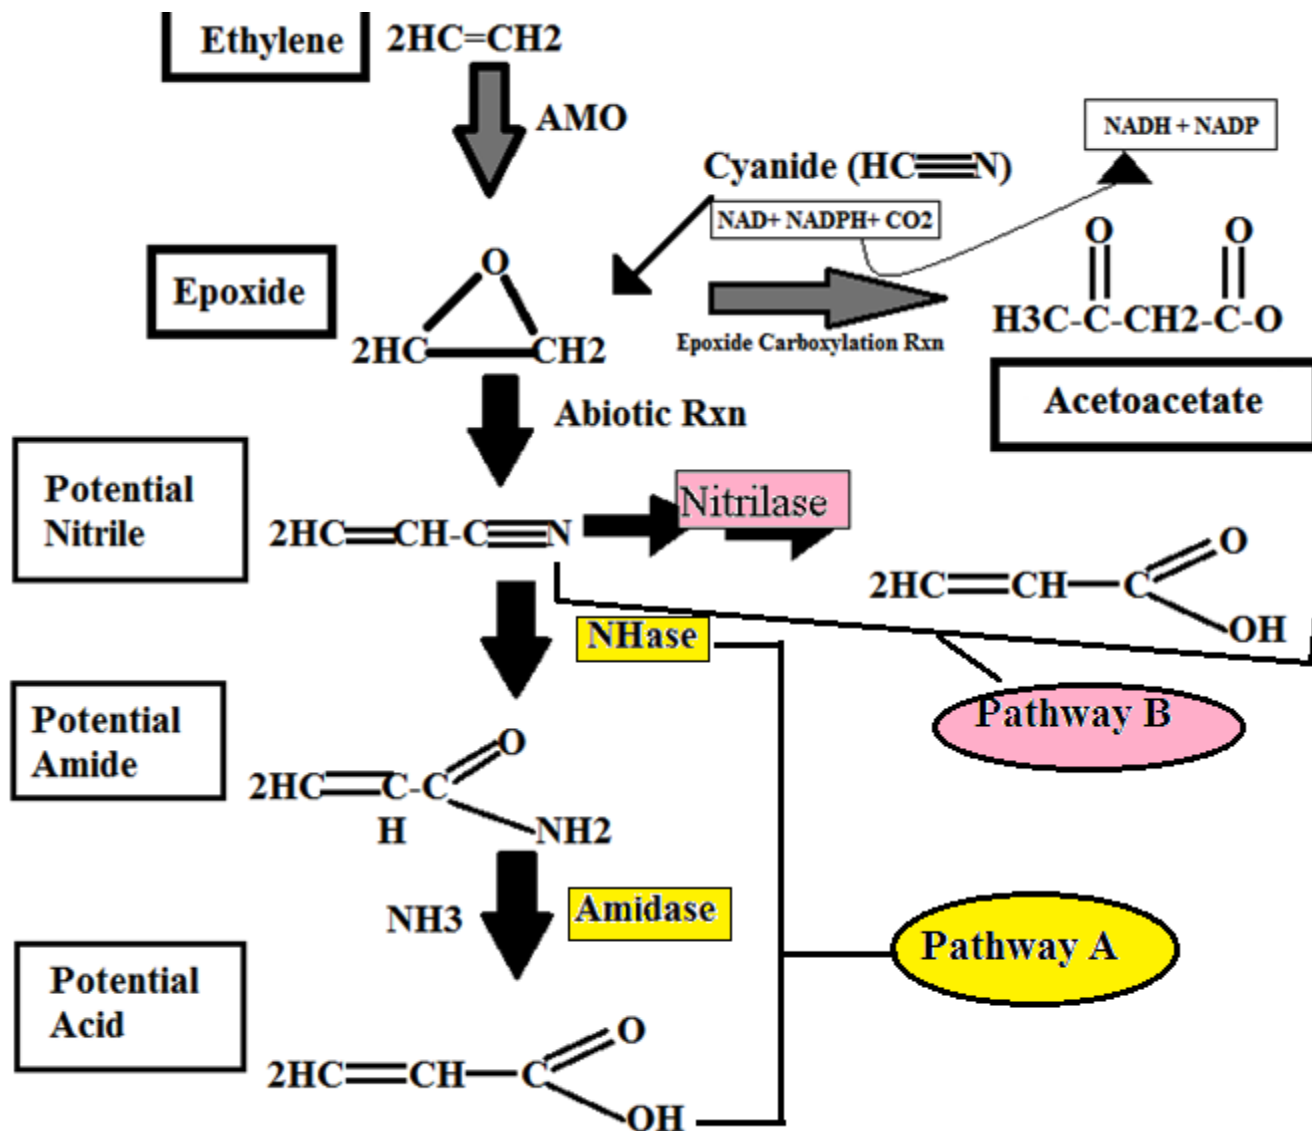 Ethylene
2HC=CH2
AMO
NADH + NADP
Cyanide (HC≡N)
NAD+ NADPH+ CO2
Epoxide
O
2HC CH2
Epoxide Carboxylation Rxn
O O
H3C-C-CH2-C-O
Acetoacetate
Abiotic Rxn
Potential
Nitrile
2HC=CH-C≡N
Nitrilase
O
2HC=CH-C
OH
NHase
Pathway B
Potential
Amide
O
2HC=C-C
H
NH2
NH3
Amidase
Pathway A
Potential
Acid
O
2HC=CH-C
OH